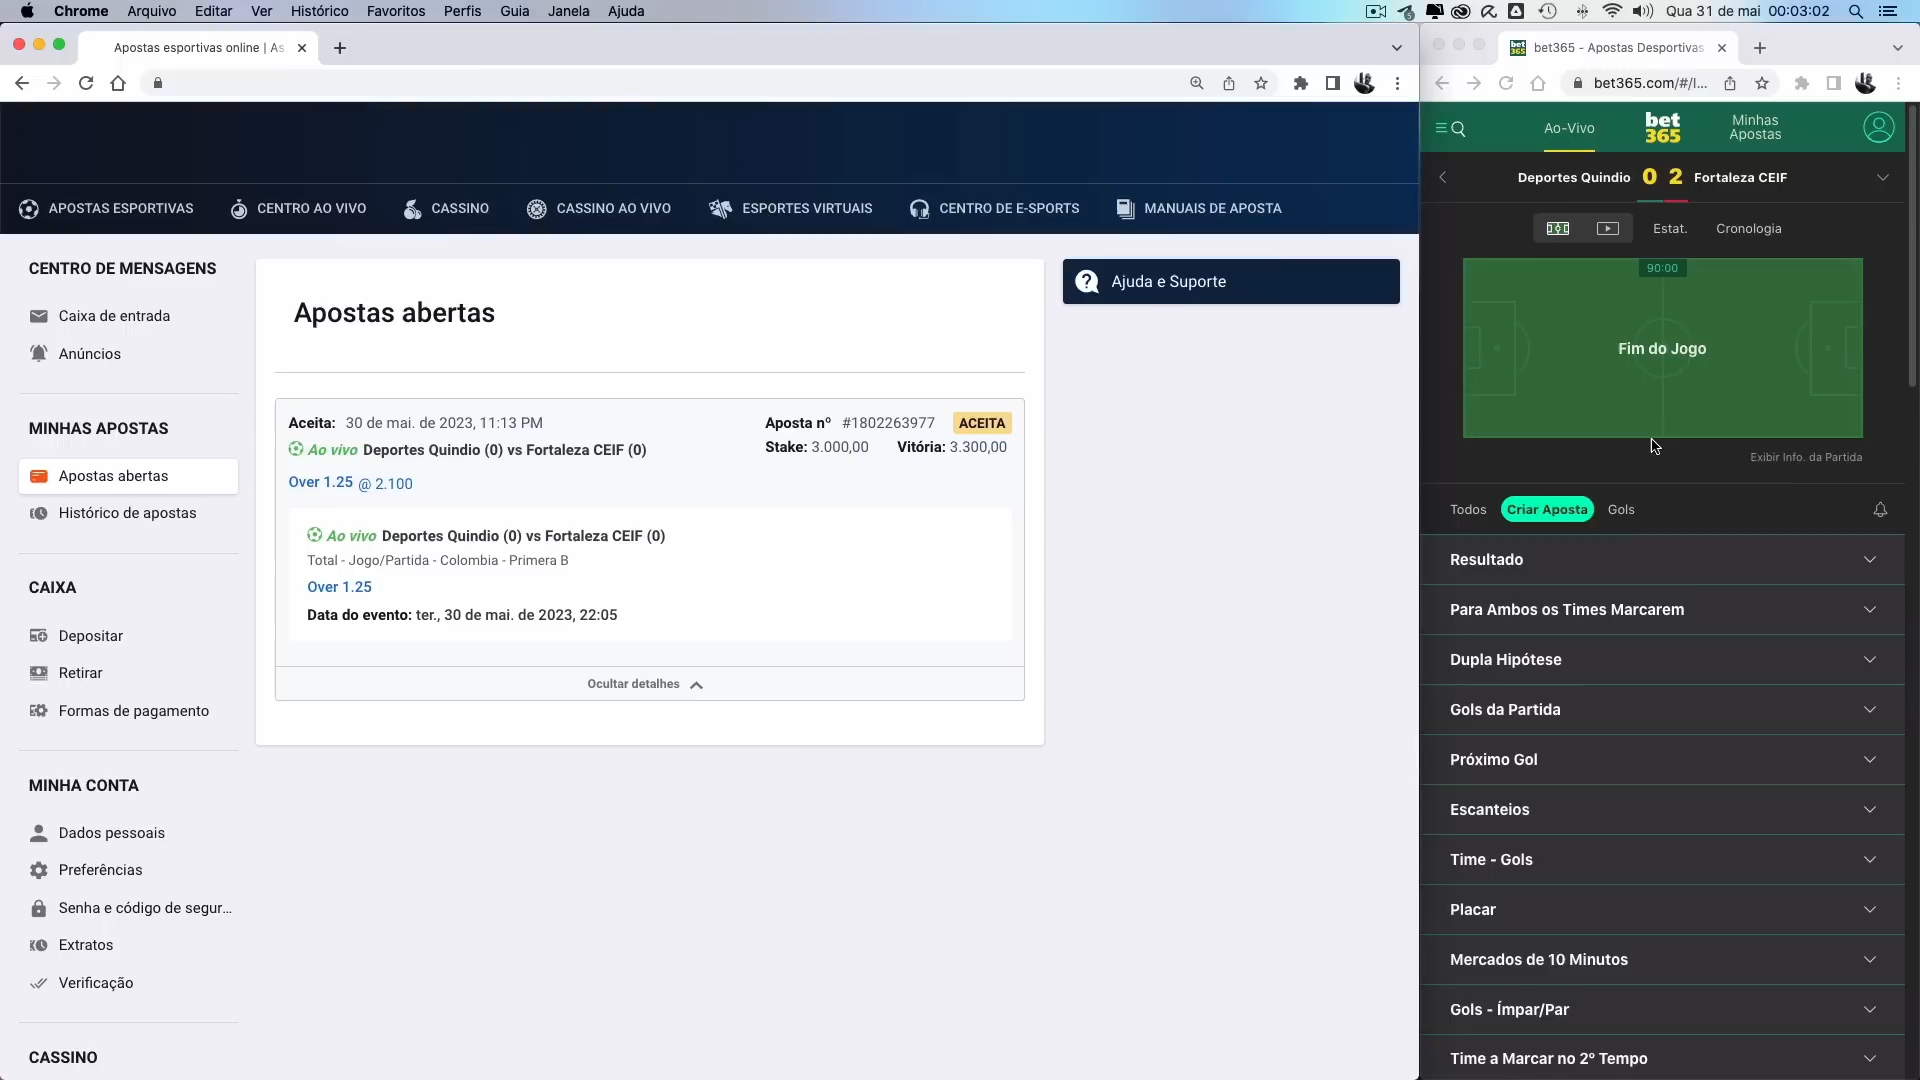 Chrome Arquivo Editar Ver Histórico Favoritos Perfis Guia Janela Ajuda
Qua 31 de mai 00:03:02
Apostas esportivas online | As
APOSTAS ESPORTIVAS
CENTRO AO VIVO
CASSINO
CASSINO AO VIVO
ESPORTES VIRTUAIS
CENTRO DE E-SPORTS
MANUAIS DE APOSTA
CENTRO DE MENSAGENS
Caixa de entrada
Anúncios
MINHAS APOSTAS
Apostas abertas
Histórico de apostas
CAIXA
Depositar
Retirar
Formas de pagamento
MINHA CONTA
Dados pessoais
Preferências
Senha e código de segur...
Extratos
Verificação
CASSINO
Apostas abertas
Aceita: 30 de mai. de 2023, 11:13 PM
Aposta nº #1802263977 ACEITA
Ao vivo Deportes Quindio (0) vs Fortaleza CEIF (0)
Stake: 3.000,00 Vitória: 3.300,00
Over 1.25 @ 2.100
Ao vivo Deportes Quindio (0) vs Fortaleza CEIF (0)
Total - Jogo/Partida - Colombia - Primera B
Over 1.25
Data do evento: ter., 30 de mai. de 2023, 22:05
Ocultar detalhes
Ajuda e Suporte
bet365 - Apostas Desportivas
bet365.com/#/I...
Ao-Vivo
bet
365
Minhas
Apostas
Deportes Quindio 0 2 Fortaleza CEIF
Estat.
Cronologia
90:00
Fim do Jogo
Exibir Info. da Partida
Todos
Criar Aposta
Gols
Resultado
Para Ambos os Times Marcarem
Dupla Hipótese
Gols da Partida
Próximo Gol
Escanteios
Time - Gols
Placar
Mercados de 10 Minutos
Gols - Ímpar/Par
Time a Marcar no 2º Tempo